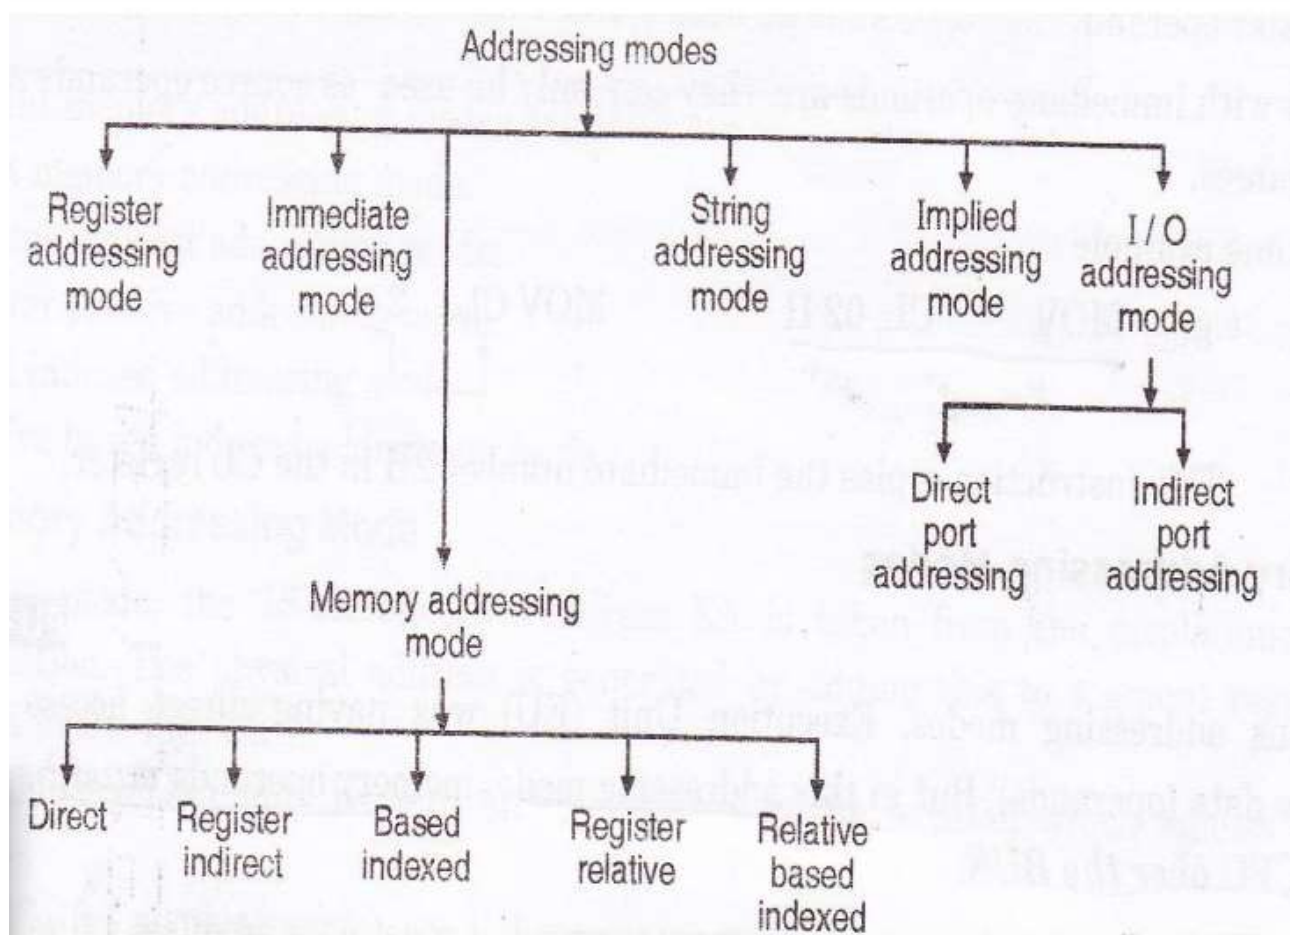 Addressing modes
Register
addressing
mode
Immediate
addressing
mode
String
addressing
mode
Implied
addressing
mode
I / O
addressing
mode
Direct
port
addressing
Indirect
port
addressing
Memory addressing
mode
Direct
Register
indirect
Based
indexed
Register
relative
Relative
based
indexed